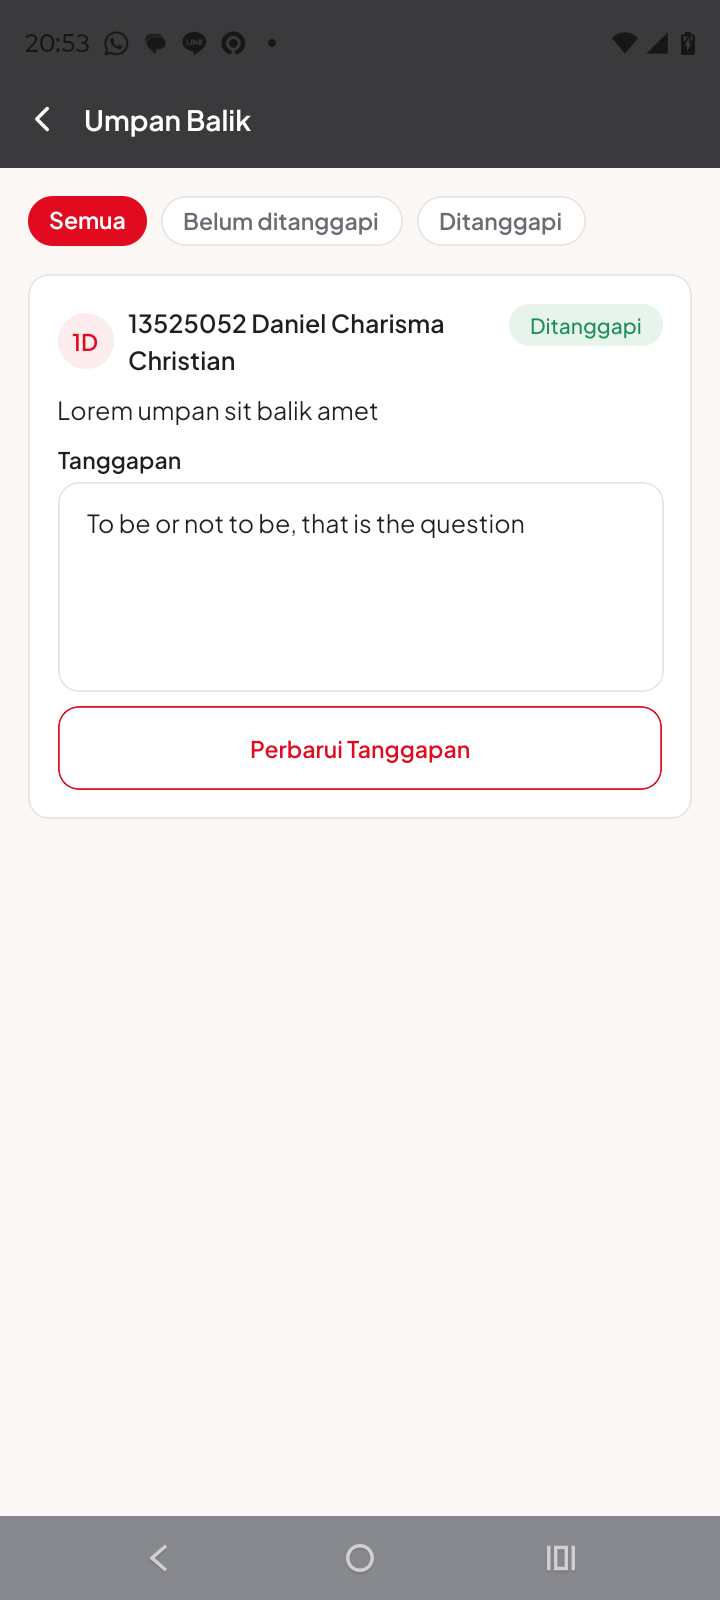 20:53
LINE
Umpan Balik
Semua
Belum ditanggapi
Ditanggapi
1D
13525052 Daniel Charisma
Christian
Ditanggapi
Lorem umpan sit balik amet
Tanggapan
To be or not to be, that is the question
Perbarui Tanggapan